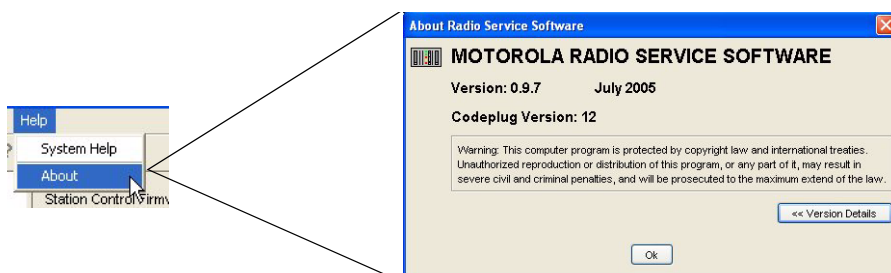 Help
System Help
About
Station Control Firmw
About Radio Service Software
MOTOROLA RADIO SERVICE SOFTWARE
Version: 0.9.7 July 2005
Codeplug Version: 12
Warning: This computer program is protected by copyright law and international treaties.
Unauthorized reproduction or distribution of this program, or any part of it, may result in
severe civil and criminal penalties, and will be prosecuted to the maximum extend of the law.
<< Version Details
Ok